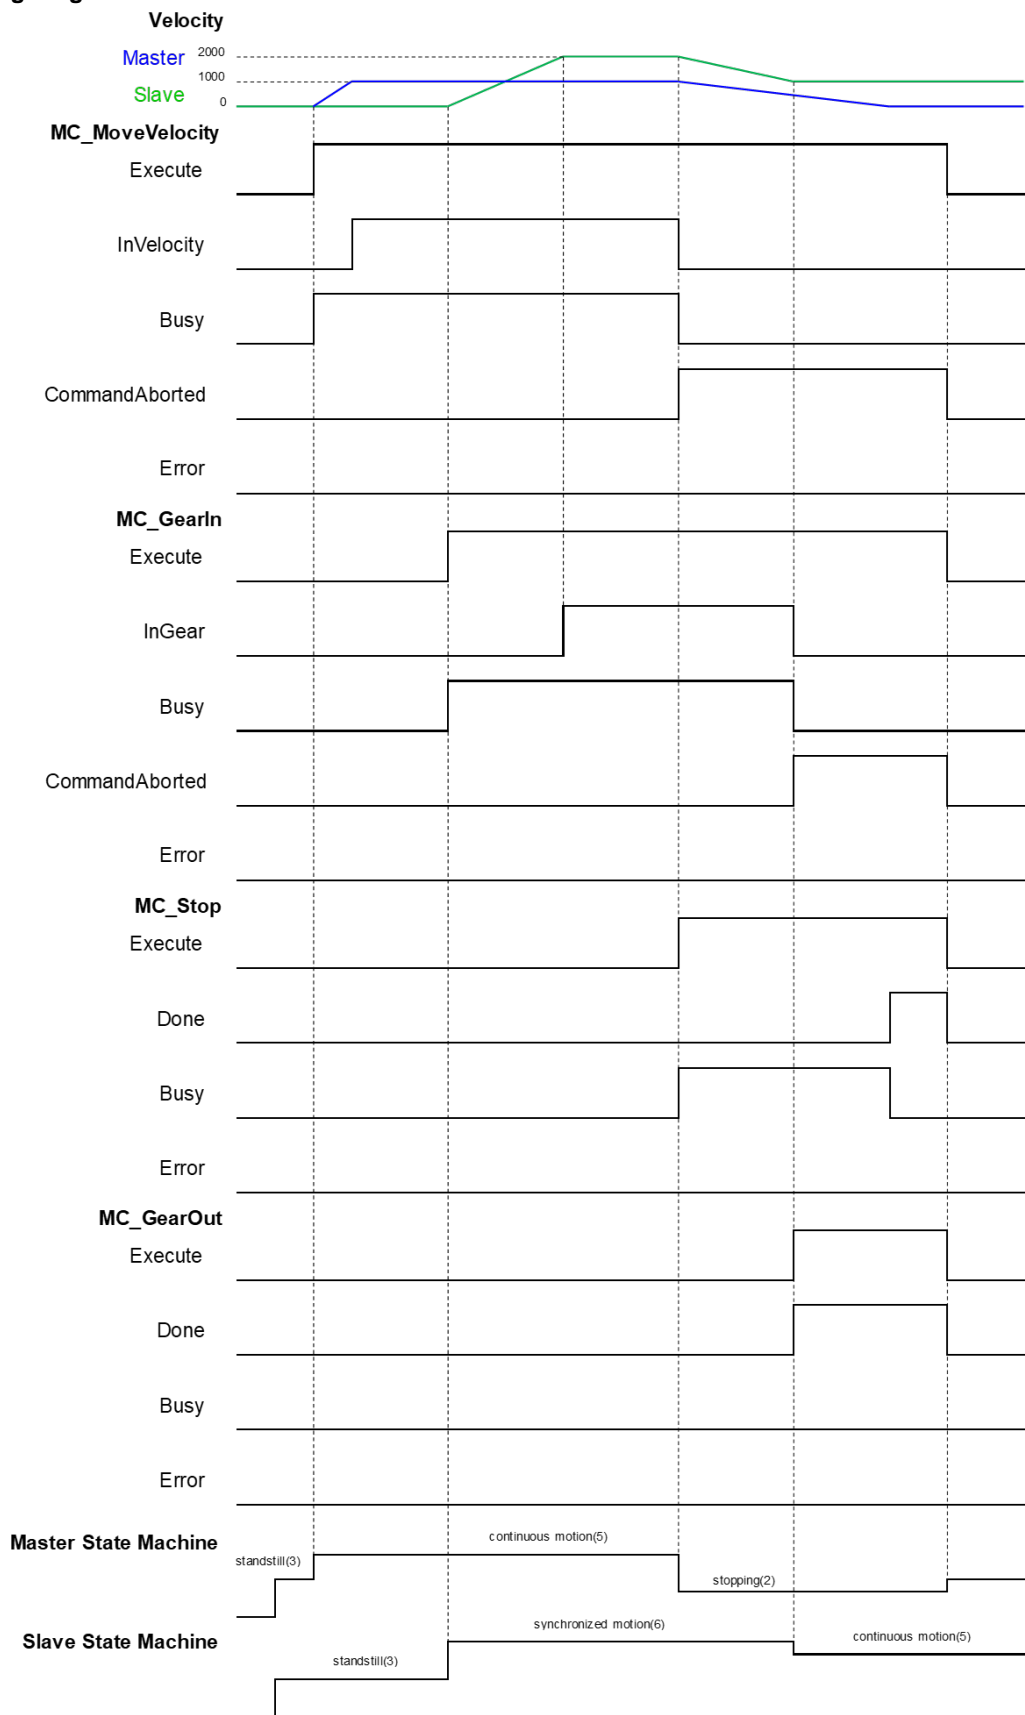 Velocity
Master 2000
1000
Slave 0
MC_MoveVelocity
Execute
InVelocity
Busy
CommandAborted
Error
MC_GearIn
Execute
InGear
Busy
CommandAborted
Error
MC_Stop
Execute
Done
Busy
Error
MC_GearOut
Execute
Done
Busy
Error
Master State Machine
continuous motion(5)
standstill(3)
stopping(2)
Slave State Machine
synchronized motion(6)
continuous motion(5)
standstill(3)